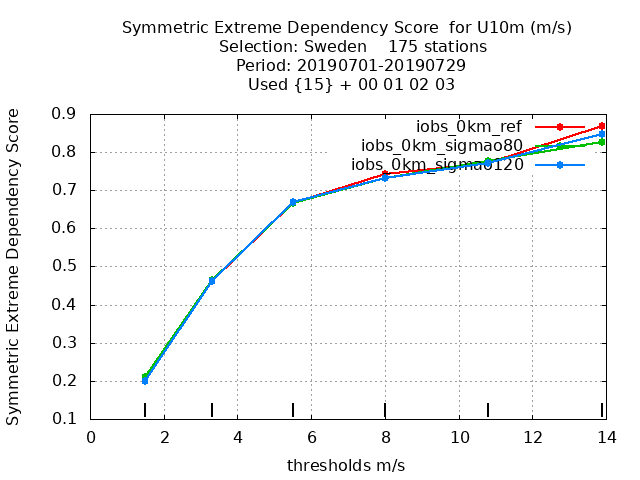 Symmetric Extreme Dependency Score  for U10m (m/s)
Selection: Sweden    175 stations
Period: 20190701-20190729
Used {15} + 00 01 02 03
Symmetric Extreme Dependency Score
0.9
0.8
0.7
0.6
0.5
0.4
0.3
0.2
0.1
iobs_0km_ref
iobs_0km_sigmao80
iobs_0km_sigmao120
0 2 4 6 8 10 12 14
thresholds m/s